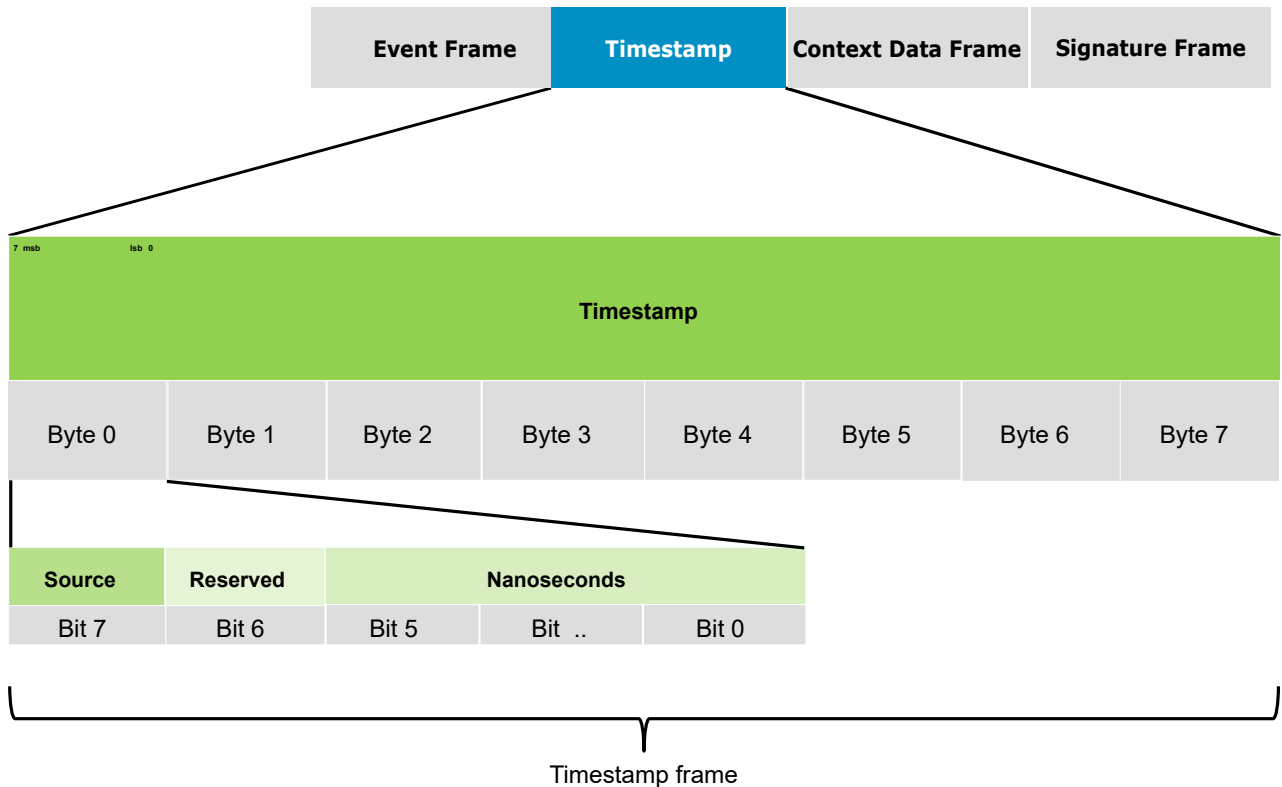 Event Frame Timestamp Context Data Frame Signature Frame
7 msb lsb 0
Timestamp
Byte 0 Byte 1 Byte 2 Byte 3 Byte 4 Byte 5 Byte 6 Byte 7
Source Reserved Nanoseconds
Bit 7 Bit 6 Bit 5 Bit .. Bit 0
Timestamp frame